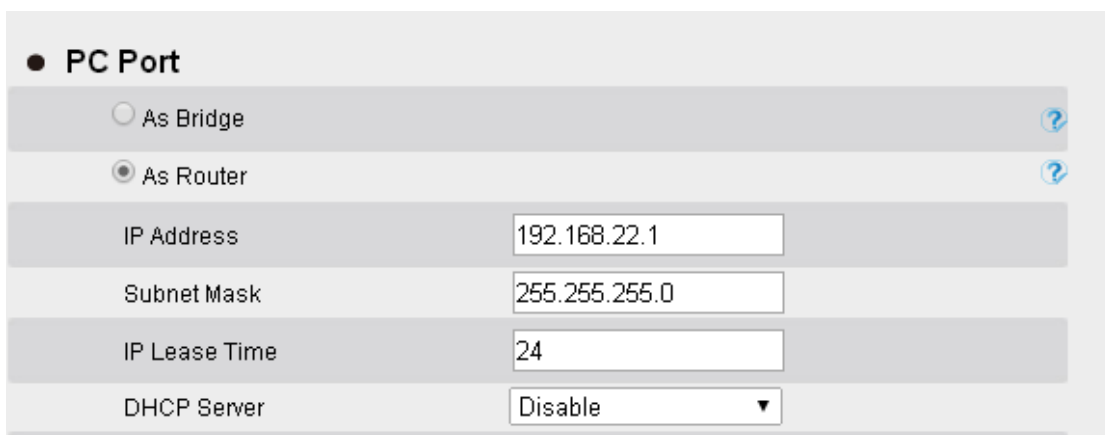 PC Port
As Bridge
As Router
IP Address 192.168.22.1
Subnet Mask 255.255.255.0
IP Lease Time 24
DHCP Server Disable